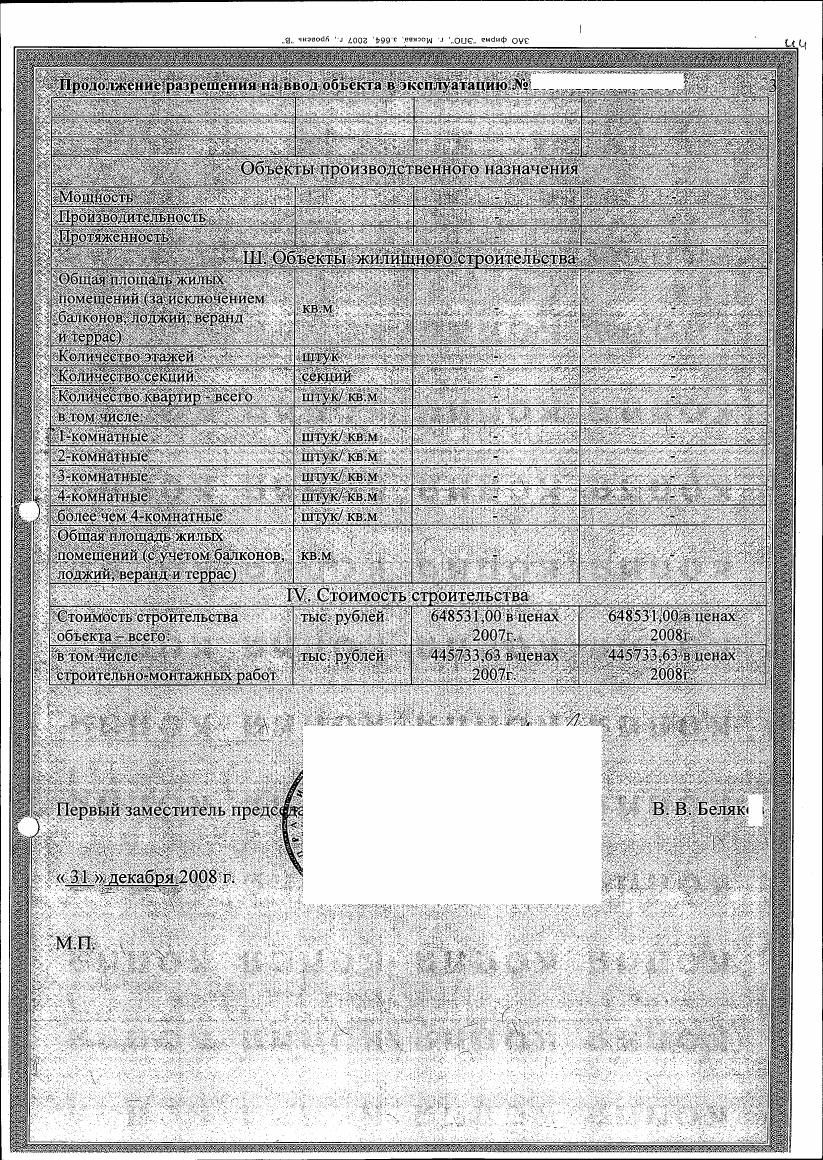 ЗАО фирма "ЭПО", г. Москва, з.664, 2007 г., уровень "В"
44
Продолжение разрешения на ввод объекта в эксплуатацию № 3
Объекты производственного назначения
Мощность - -
Производительность - -
Протяженность - -
III. Объекты жилищного строительства
Общая площадь жилых
помещений (за исключением
балконов, лоджий, веранд
и террас) кв.м - -
Количество этажей штук - -
Количество секций секций - -
Количество квартир - всего штук/ кв.м - -
в том числе:
1-комнатные штук/ кв.м - -
2-комнатные штук/ кв.м - -
3-комнатные штук/ кв.м - -
4-комнатные штук/ кв.м - -
более чем 4-комнатные штук/ кв.м - -
Общая площадь жилых
помещений (с учетом балконов, кв.м - -
лоджий, веранд и террас)
IV. Стоимость строительства
Стоимость строительства тыс. рублей 648531,00 в ценах 648531,00 в ценах
объекта – всего: 2007г. 2008г.
в том числе тыс. рублей 445733,63 в ценах 445733,63 в ценах
строительно-монтажных работ 2007г. 2008г.
Первый заместитель председа В. В. Беляко
« 31 » декабря 2008 г.
М.П.